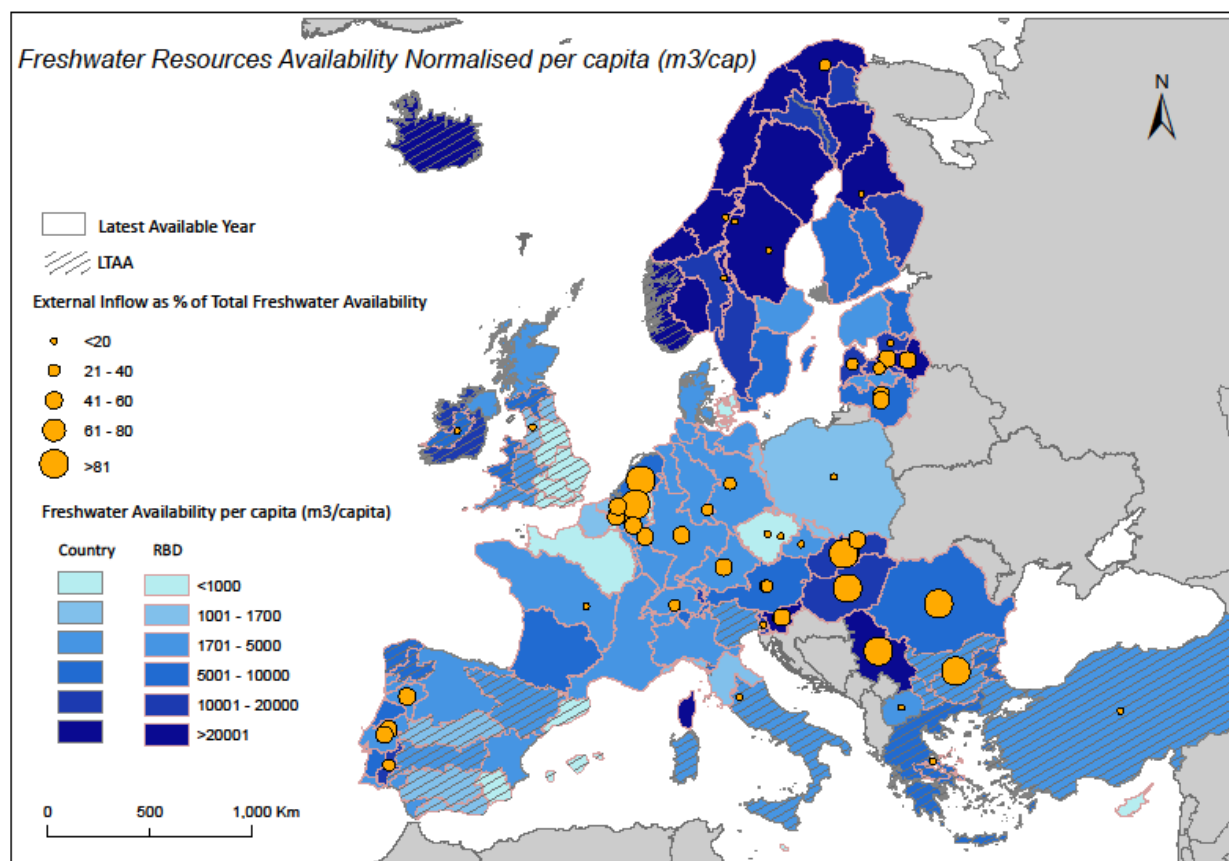 Freshwater Resources Availability Normalised per capita (m3/cap)
N
Latest Available Year
LTAA
External Inflow as % of Total Freshwater Availability
<20
21 - 40
41 - 60
61 - 80
>81
Freshwater Availability per capita (m3/capita)
Country RBD
<1000
1001 - 1700
1701 - 5000
5001 - 10000
10001 - 20000
>20001
0 500 1,000 Km